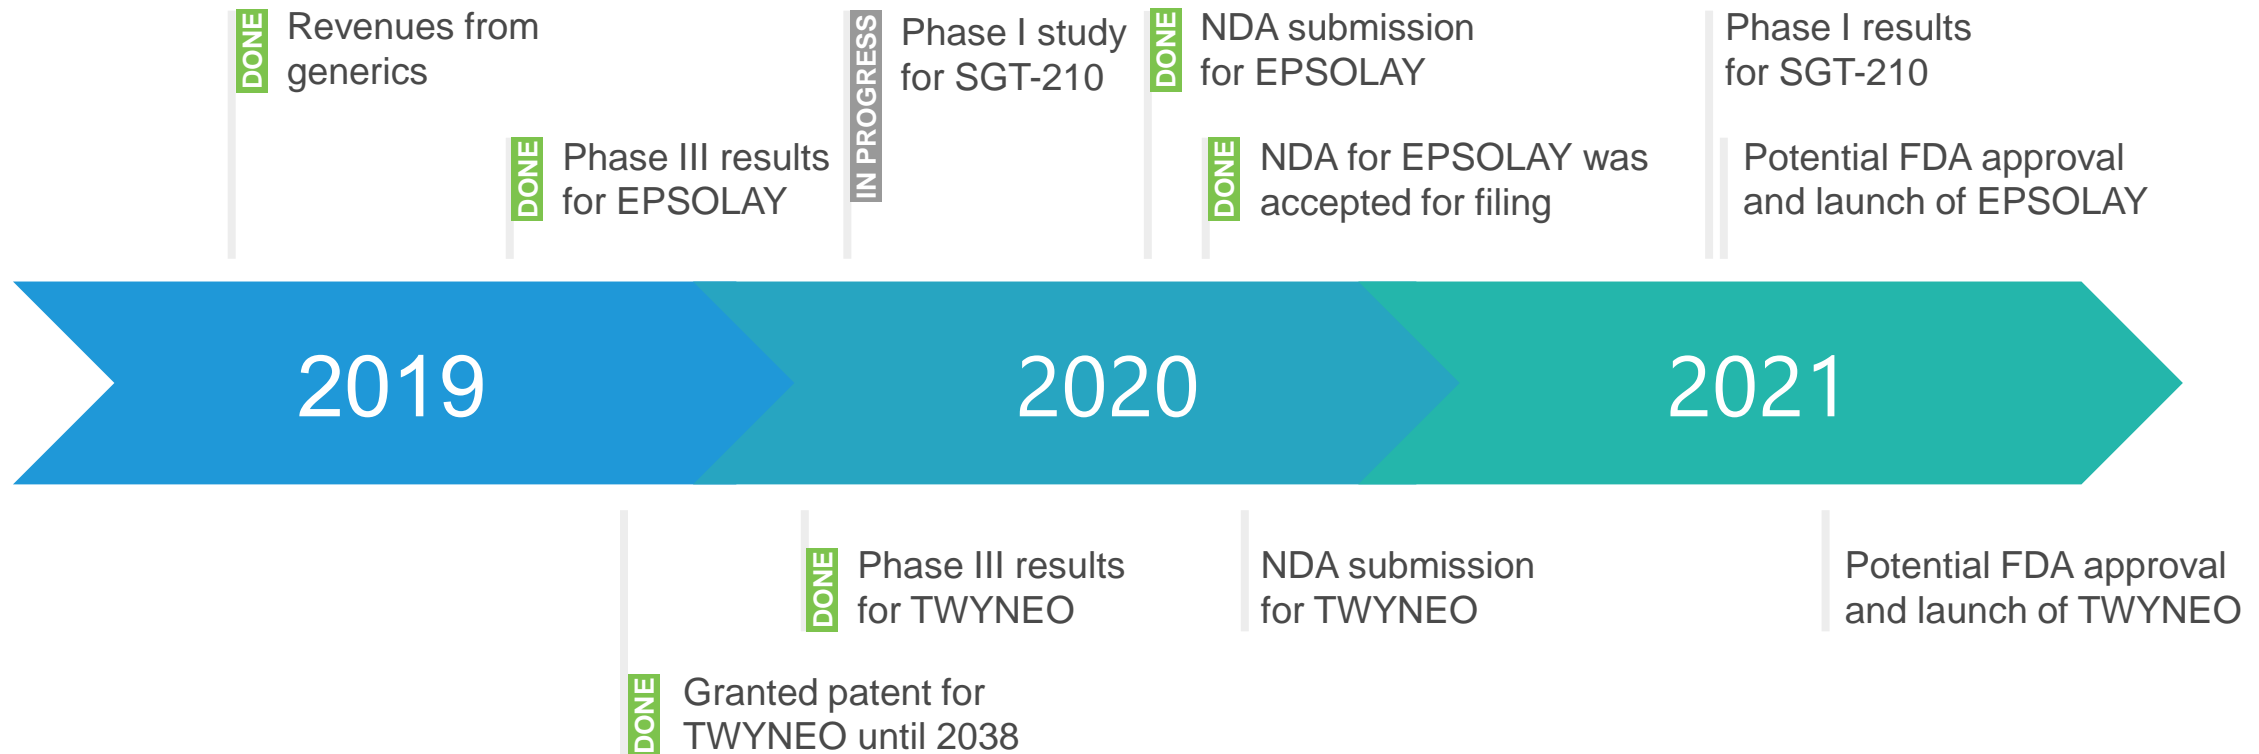 DONE
Revenues from
generics
DONE
Phase III results
for EPSOLAY
IN PROGRESS
Phase I study
for SGT-210
DONE
NDA submission
for EPSOLAY
DONE
NDA for EPSOLAY was
accepted for filing
Phase I results
for SGT-210
Potential FDA approval
and launch of EPSOLAY
2019
2020
2021
DONE
Granted patent for
TWYNEO until 2038
DONE
Phase III results
for TWYNEO
NDA submission
for TWYNEO
Potential FDA approval
and launch of TWYNEO